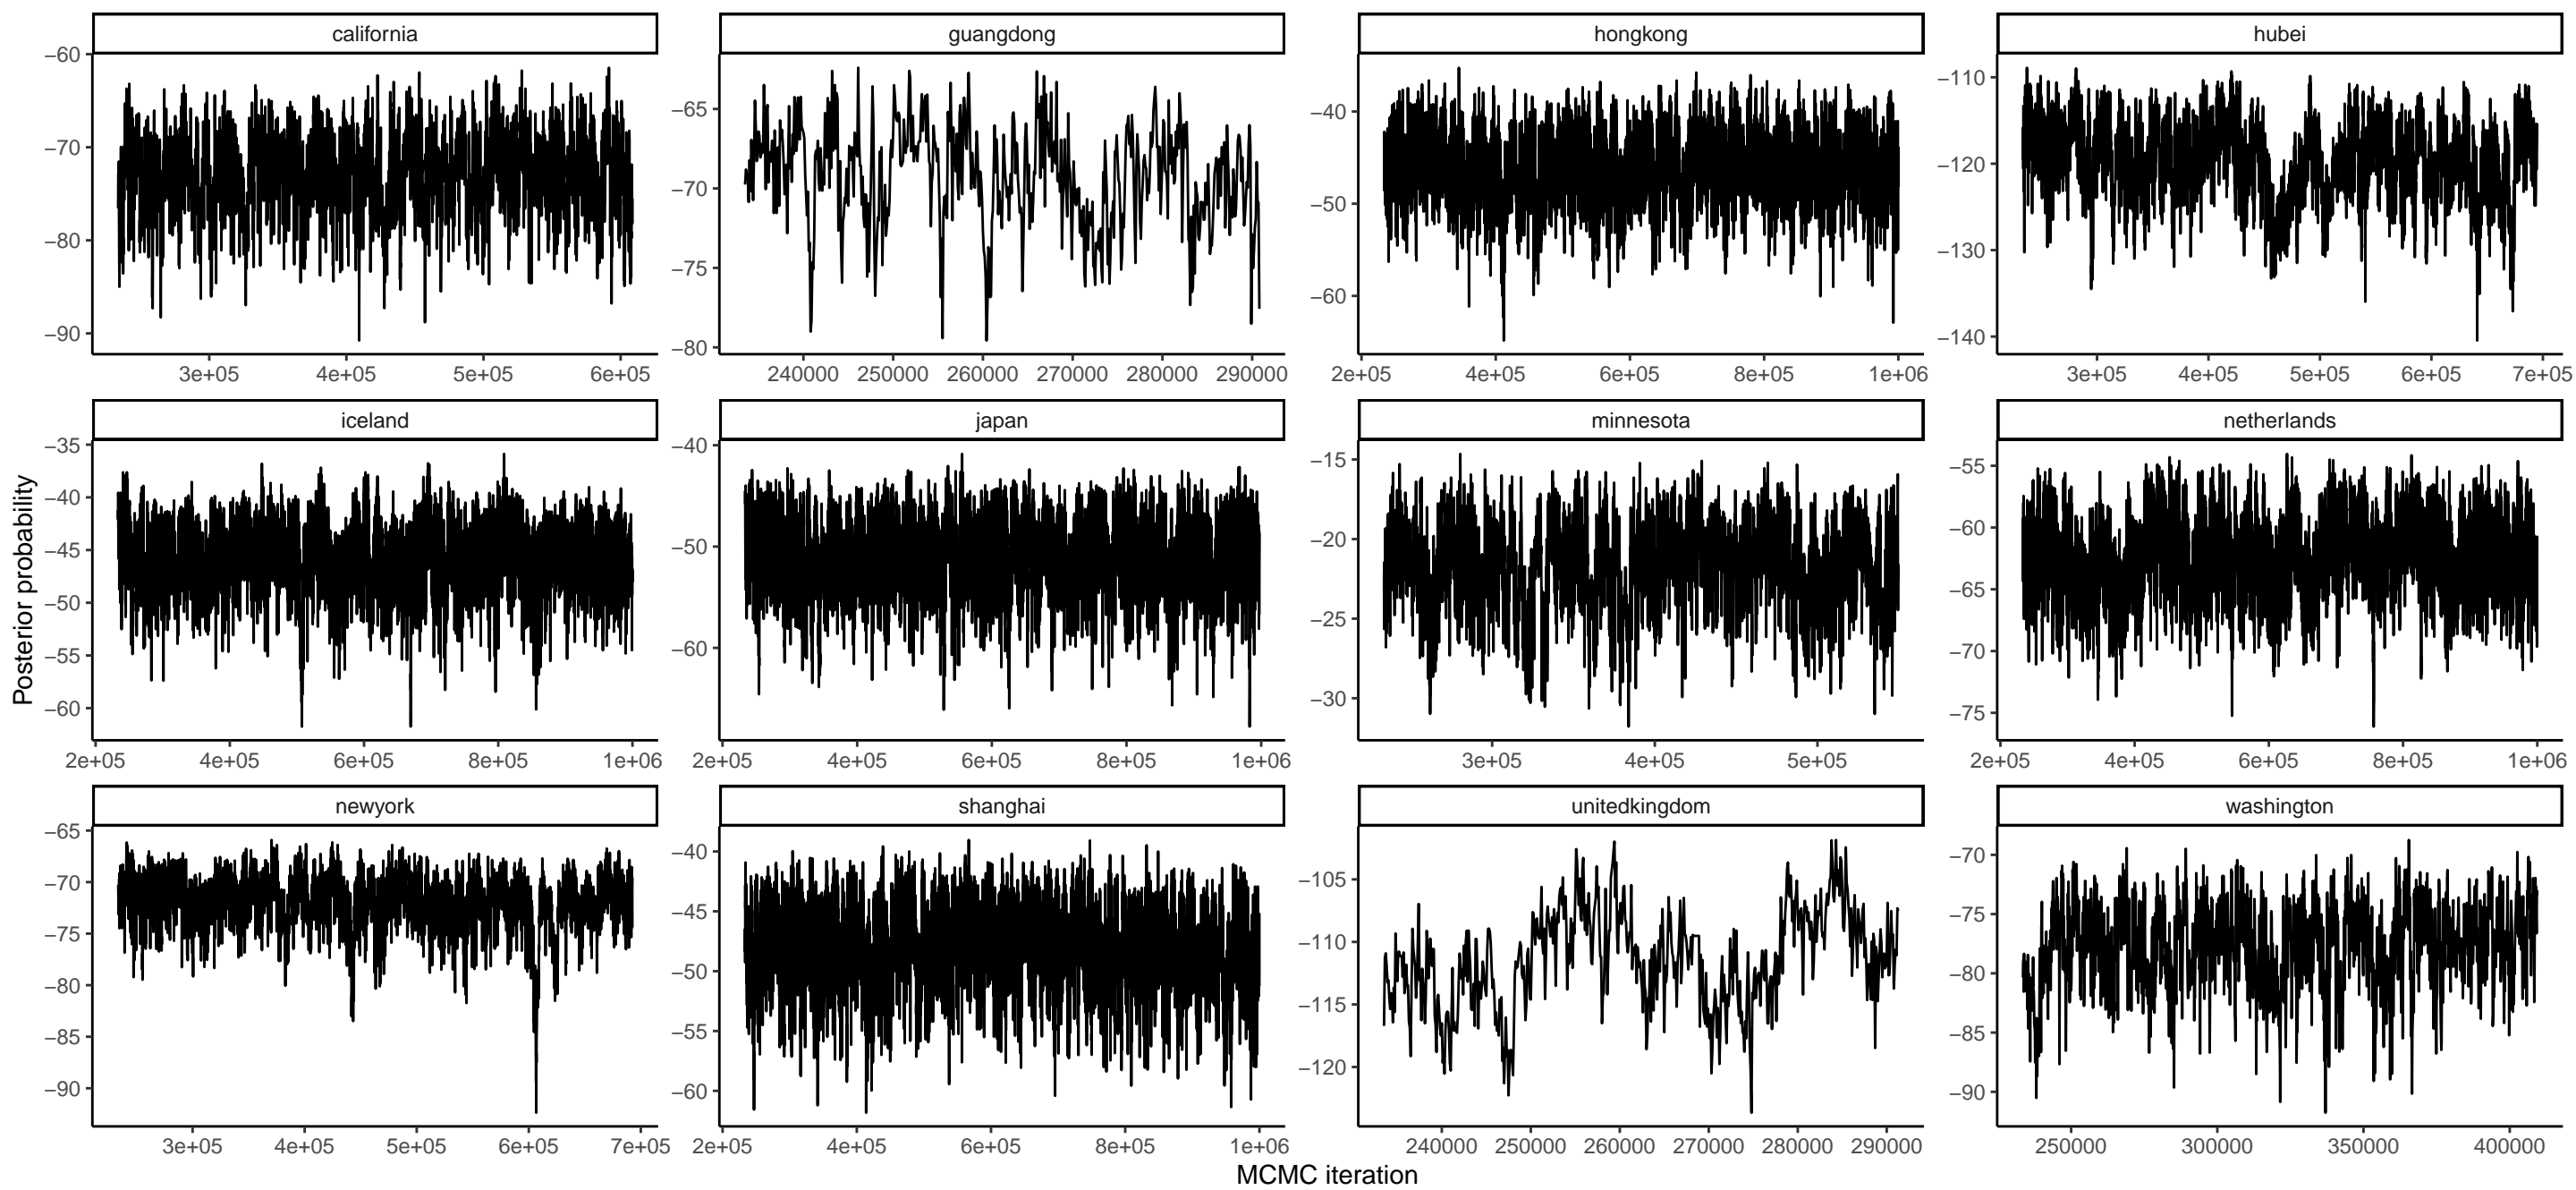 california
guangdong
hongkong
hubei
−60
−70
−80
−90
3e+05 4e+05 5e+05 6e+05
−65
−70
−75
−80
240000 250000 260000 270000 280000 290000
−40
−50
−60
2e+05 4e+05 6e+05 8e+05 1e+06
−110
−120
−130
−140
3e+05 4e+05 5e+05 6e+05 7e+05
iceland
japan
minnesota
netherlands
−35
−40
−45
−50
−55
−60
2e+05 4e+05 6e+05 8e+05 1e+06
−40
−50
−60
2e+05 4e+05 6e+05 8e+05 1e+06
−15
−20
−25
−30
3e+05 4e+05 5e+05
−55
−60
−65
−70
−75
2e+05 4e+05 6e+05 8e+05 1e+06
newyork
shanghai
unitedkingdom
washington
−65
−70
−75
−80
−85
−90
3e+05 4e+05 5e+05 6e+05 7e+05
−40
−45
−50
−55
−60
2e+05 4e+05 6e+05 8e+05 1e+06
−105
−110
−115
−120
240000 250000 260000 270000 280000 290000
−70
−75
−80
−85
−90
250000 300000 350000 400000
Posterior probability
MCMC iteration